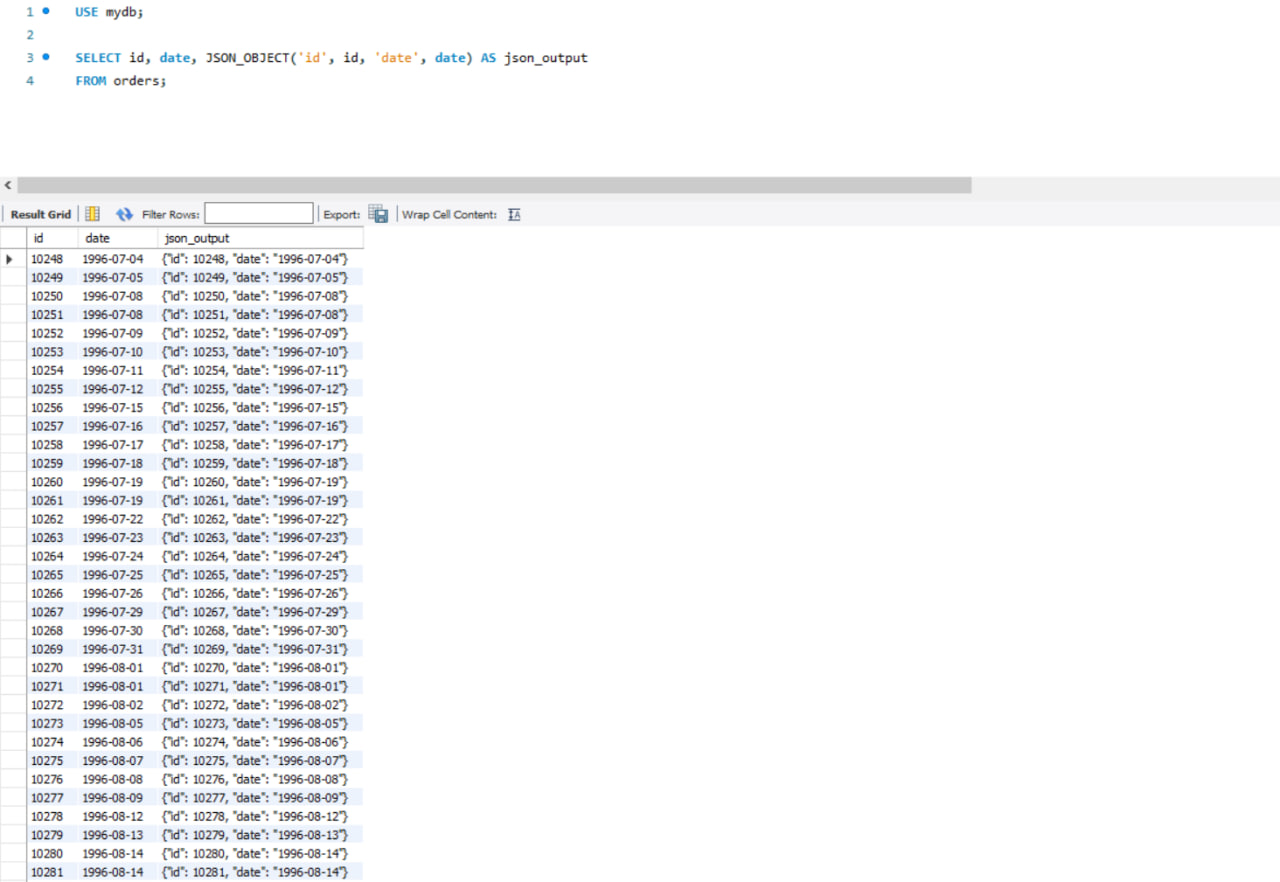 1 USE mydb;
2
3 SELECT id, date, JSON_OBJECT('id', id, 'date', date) AS json_output
4 FROM orders;
Result Grid Filter Rows: Export: Wrap Cell Content:
id date json_output
10248 1996-07-04 {"id": 10248, "date": "1996-07-04"}
10249 1996-07-05 {"id": 10249, "date": "1996-07-05"}
10250 1996-07-08 {"id": 10250, "date": "1996-07-08"}
10251 1996-07-08 {"id": 10251, "date": "1996-07-08"}
10252 1996-07-09 {"id": 10252, "date": "1996-07-09"}
10253 1996-07-10 {"id": 10253, "date": "1996-07-10"}
10254 1996-07-11 {"id": 10254, "date": "1996-07-11"}
10255 1996-07-12 {"id": 10255, "date": "1996-07-12"}
10256 1996-07-15 {"id": 10256, "date": "1996-07-15"}
10257 1996-07-16 {"id": 10257, "date": "1996-07-16"}
10258 1996-07-17 {"id": 10258, "date": "1996-07-17"}
10259 1996-07-18 {"id": 10259, "date": "1996-07-18"}
10260 1996-07-19 {"id": 10260, "date": "1996-07-19"}
10261 1996-07-19 {"id": 10261, "date": "1996-07-19"}
10262 1996-07-22 {"id": 10262, "date": "1996-07-22"}
10263 1996-07-23 {"id": 10263, "date": "1996-07-23"}
10264 1996-07-24 {"id": 10264, "date": "1996-07-24"}
10265 1996-07-25 {"id": 10265, "date": "1996-07-25"}
10266 1996-07-26 {"id": 10266, "date": "1996-07-26"}
10267 1996-07-29 {"id": 10267, "date": "1996-07-29"}
10268 1996-07-30 {"id": 10268, "date": "1996-07-30"}
10269 1996-07-31 {"id": 10269, "date": "1996-07-31"}
10270 1996-08-01 {"id": 10270, "date": "1996-08-01"}
10271 1996-08-01 {"id": 10271, "date": "1996-08-01"}
10272 1996-08-02 {"id": 10272, "date": "1996-08-02"}
10273 1996-08-05 {"id": 10273, "date": "1996-08-05"}
10274 1996-08-06 {"id": 10274, "date": "1996-08-06"}
10275 1996-08-07 {"id": 10275, "date": "1996-08-07"}
10276 1996-08-08 {"id": 10276, "date": "1996-08-08"}
10277 1996-08-09 {"id": 10277, "date": "1996-08-09"}
10278 1996-08-12 {"id": 10278, "date": "1996-08-12"}
10279 1996-08-13 {"id": 10279, "date": "1996-08-13"}
10280 1996-08-14 {"id": 10280, "date": "1996-08-14"}
10281 1996-08-14 {"id": 10281, "date": "1996-08-14"}